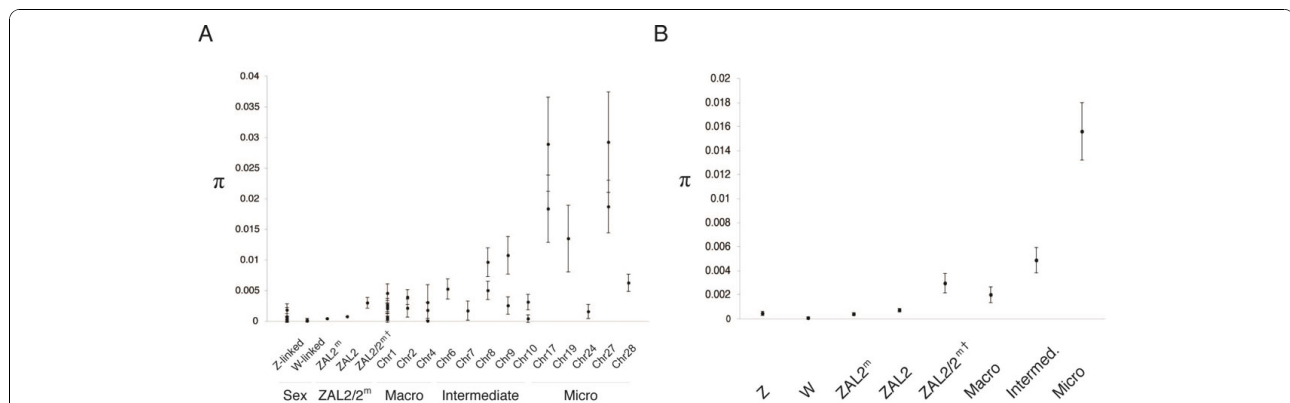 A
B
π
0.04
0.035
0.03
0.025
0.02
0.015
0.01
0.005
0
Z-linked
W-linked
ZAL2ᵐ
ZAL2
ZAL2/2ᵐ†
Chr1
Chr2
Chr4
Chr6
Chr7
Chr8
Chr9
Chr10
Chr17
Chr19
Chr24
Chr27
Chr28
Sex ZAL2/2ᵐ Macro Intermediate Micro
π
0.02
0.018
0.016
0.014
0.012
0.01
0.008
0.006
0.004
0.002
0
Z
W
ZAL2ᵐ
ZAL2
ZAL2/2ᵐ†
Macro
Intermed.
Micro